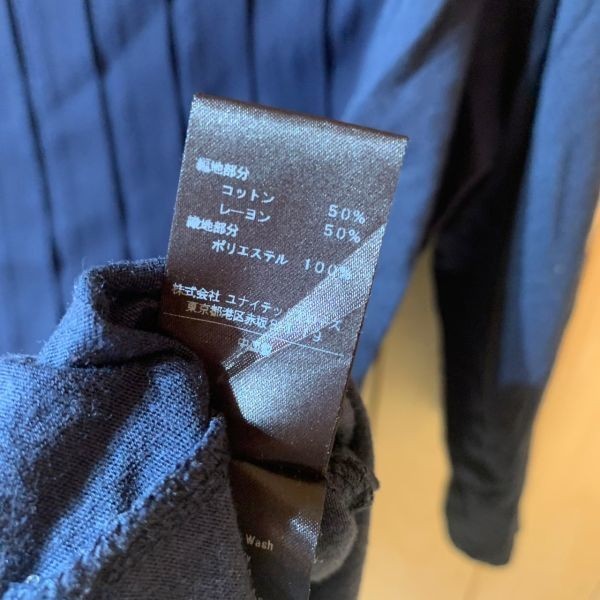 編地部分
コットン 50%
レーヨン 50%
織地部分
ポリエステル 100%
株式会社 ユナイテッ
東京都港区赤坂
Wash